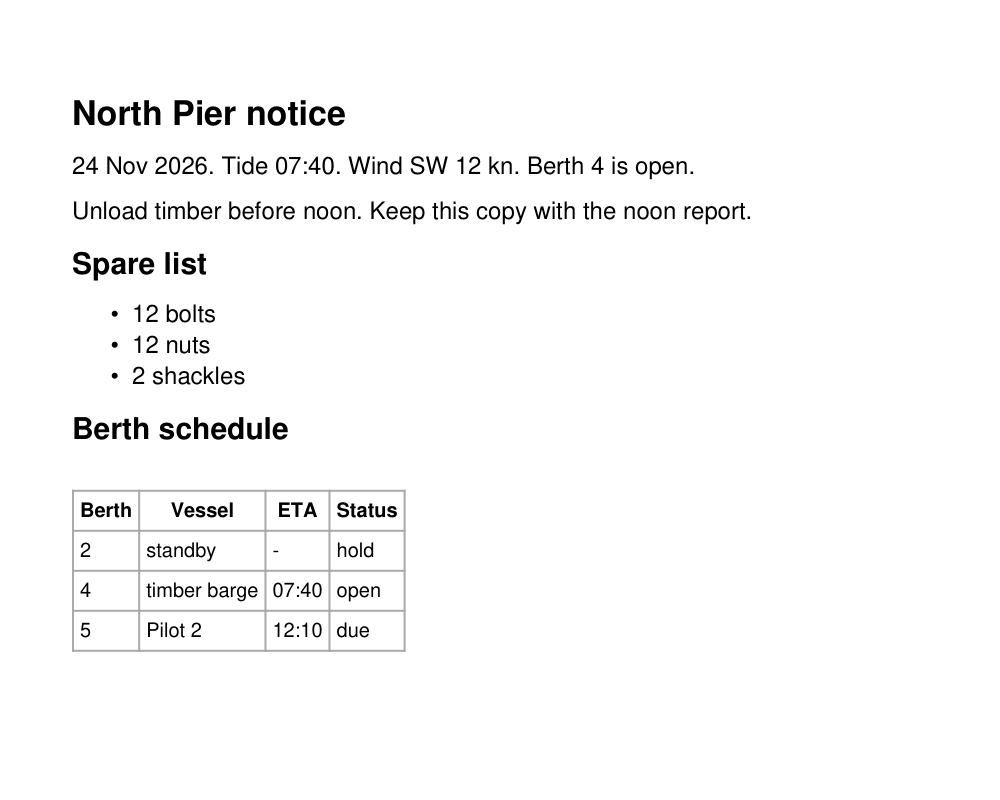 North Pier notice
24 Nov 2026. Tide 07:40. Wind SW 12 kn. Berth 4 is open.
Unload timber before noon. Keep this copy with the noon report.
Spare list
• 12 bolts
• 12 nuts
• 2 shackles
Berth schedule
Berth Vessel ETA Status
2 standby - hold
4 timber barge 07:40 open
5 Pilot 2 12:10 due